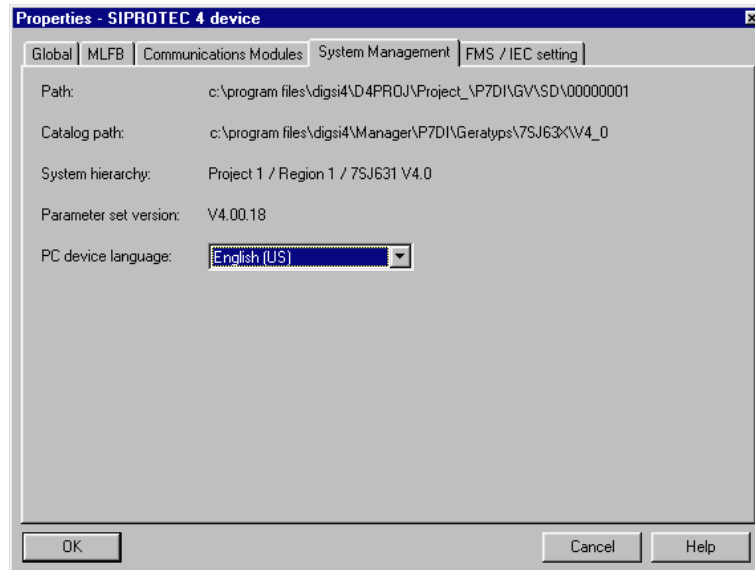 Properties - SIPROTEC 4 device
Global MLFB Communications Modules System Management FMS / IEC setting
Path: c:\program files\digsi4\D4PROJ\Project_\P7DI\GV\SD\00000001
Catalog path: c:\program files\digsi4\Manager\P7DI\Geratyps\7SJ63X\V4_0
System hierarchy: Project 1 / Region 1 / 7SJ631 V4.0
Parameter set version: V4.00.18
PC device language: English (US)
OK Cancel Help